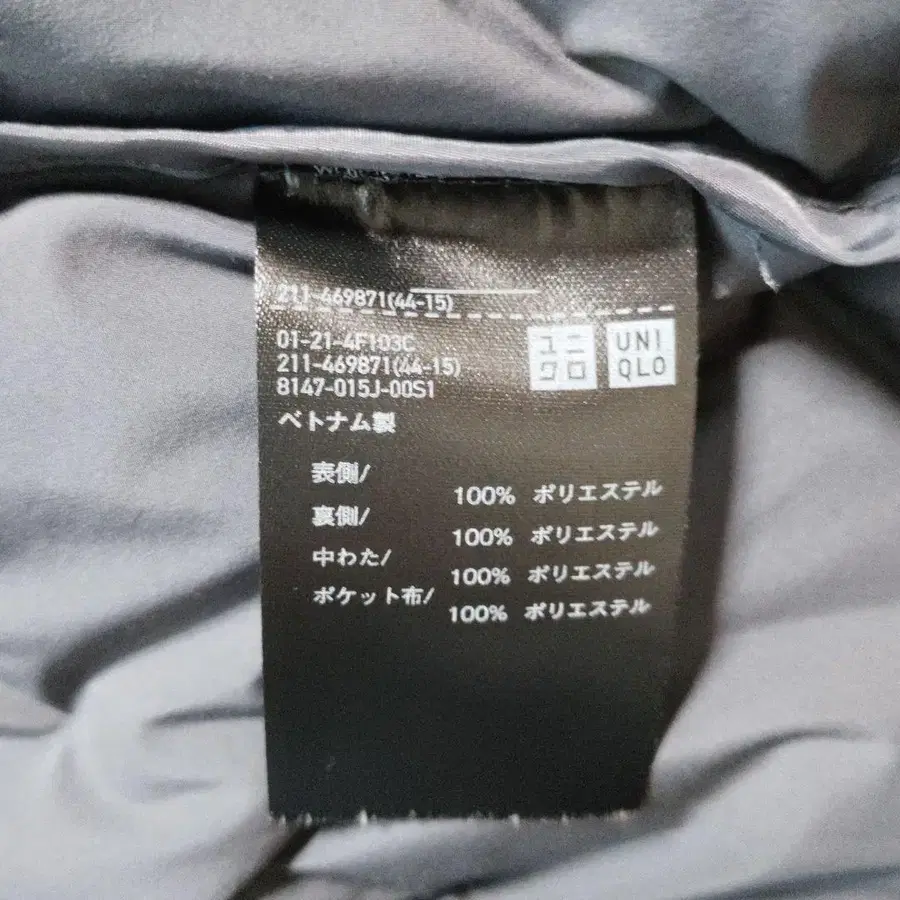 211-469871(44-15)
01-21-4F103C
211-469871(44-15)
8147-015J-00S1
ユニ
クロ
UNI
QLO
ベトナム製
表側/
100% ポリエステル
裏側/
100% ポリエステル
中わた/
100% ポリエステル
ポケット布/
100% ポリエステル